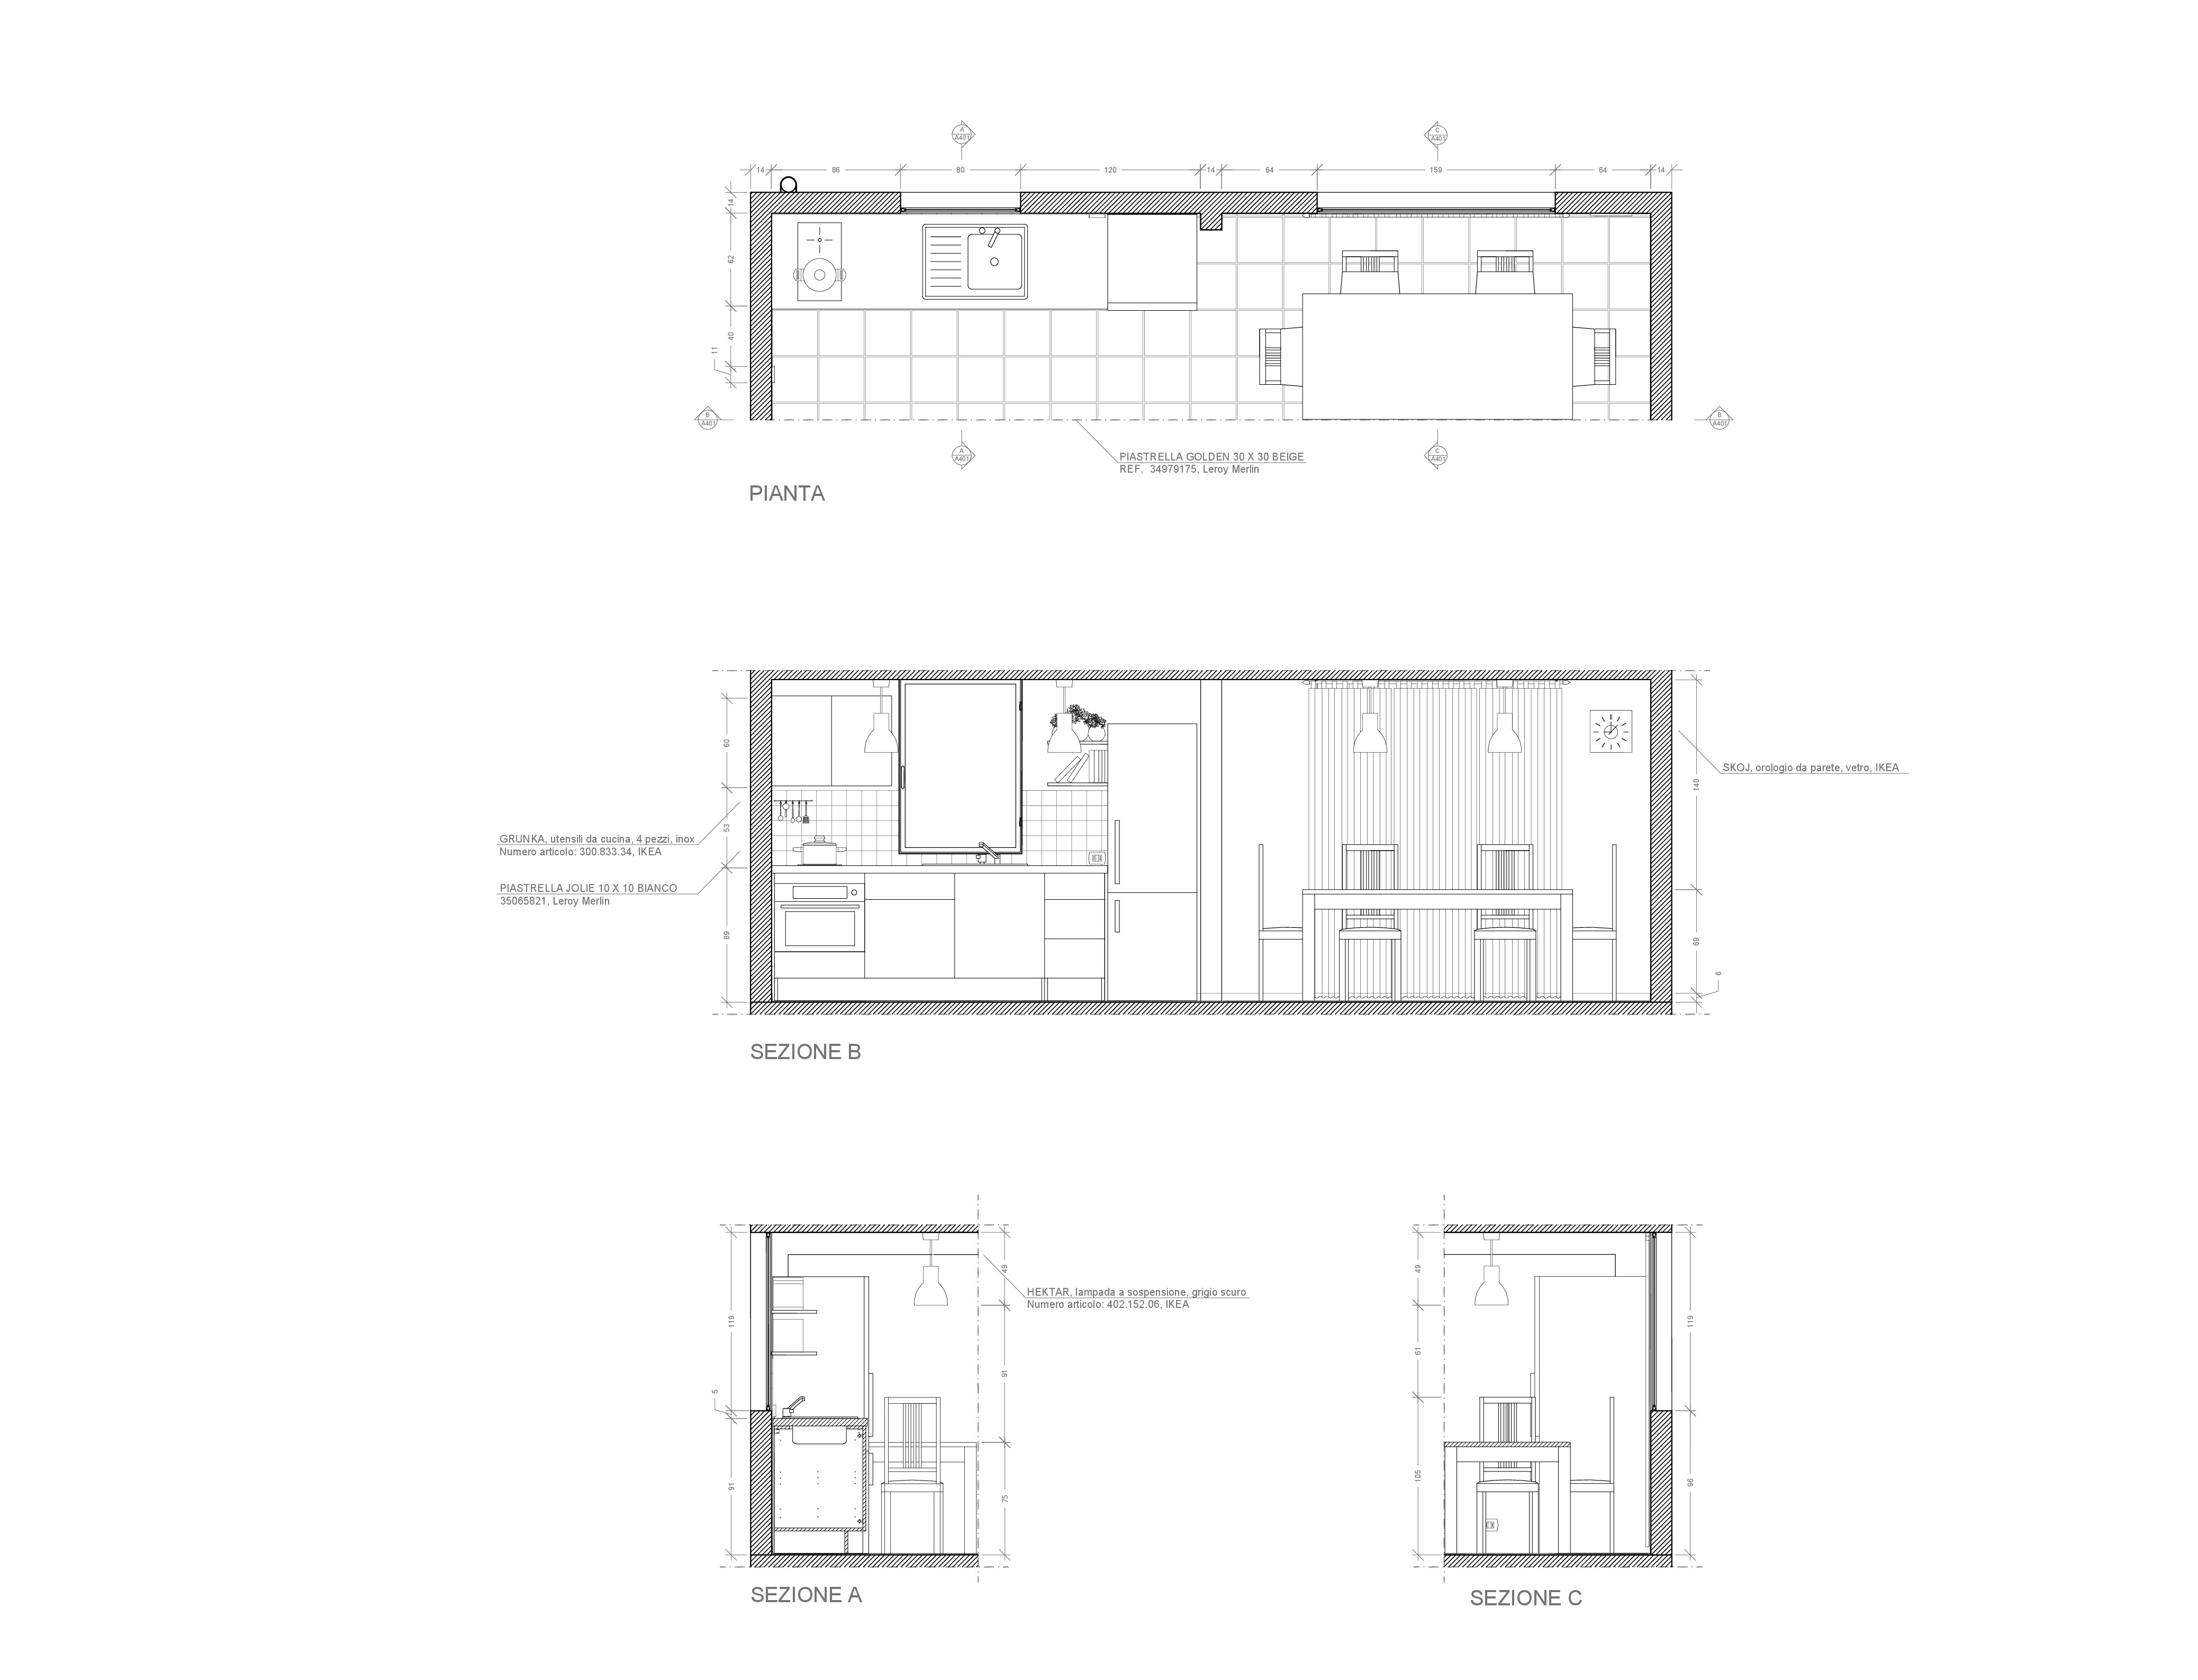 A
A401
C
A401
14
86
80
120
14
64
159
64
14
14
62
40
11
B
A401
B
A401
A
A401
C
A401
PIASTRELLA GOLDEN 30 X 30 BEIGE
REF. 34979175, Leroy Merlin
PIANTA
60
53
89
140
69
6
SKOJ, orologio da parete, vetro, IKEA
GRUNKA, utensili da cucina, 4 pezzi, inox
Numero articolo: 300.833.34, IKEA
PIASTRELLA JOLIE 10 X 10 BIANCO
35065821, Leroy Merlin
SEZIONE B
119
5
91
49
91
75
HEKTAR, lampada a sospensione, grigio scuro
Numero articolo: 402.152.06, IKEA
49
61
105
119
96
SEZIONE A
SEZIONE C